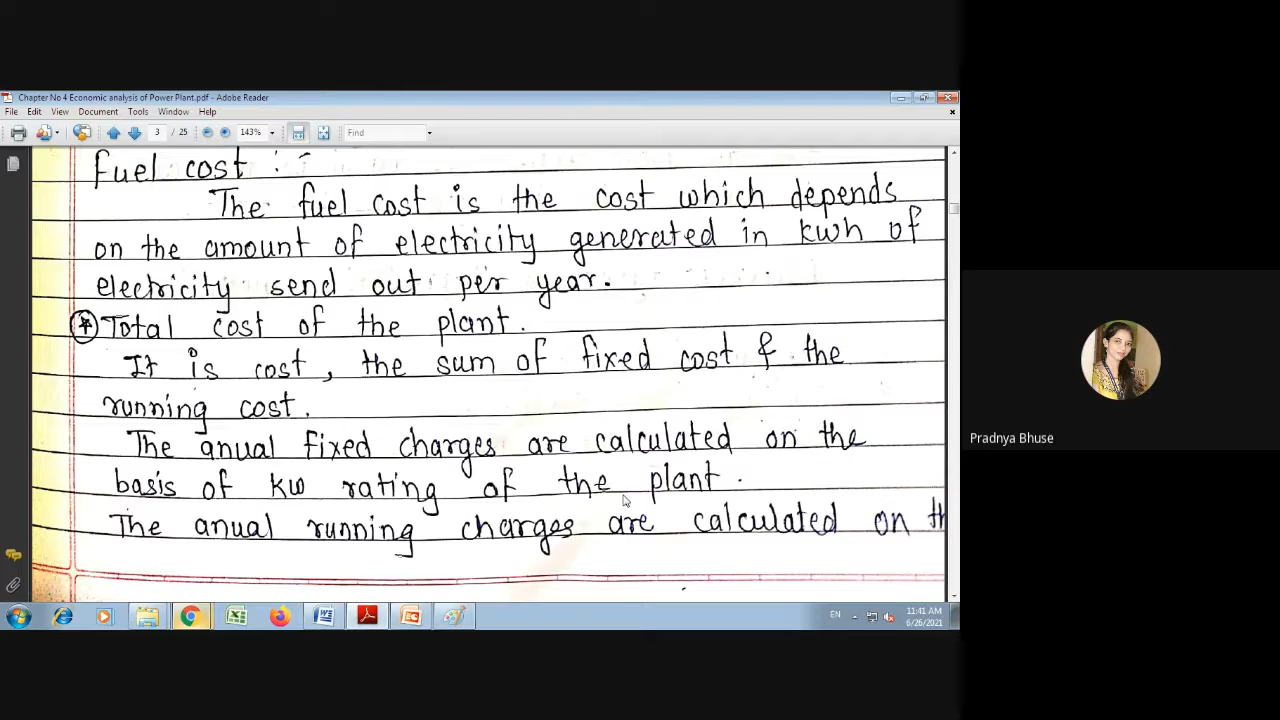 Chapter No 4 Economic analysis of Power Plant.pdf - Adobe Reader
File Edit View Document Tools Window Help
3 / 25 143% Find
Fuel cost :-
The fuel cost is the cost which depends
on the amount of electricity generated in kwh of
electricity send out per year.
* Total cost of the plant.
It is cost, the sum of fixed cost & the
running cost.
The anual fixed charges are calculated on the
basis of kw rating of the plant.
The anual running charges are calculated on th
Pradnya Bhuse
EN 11:41 AM
6/26/2021